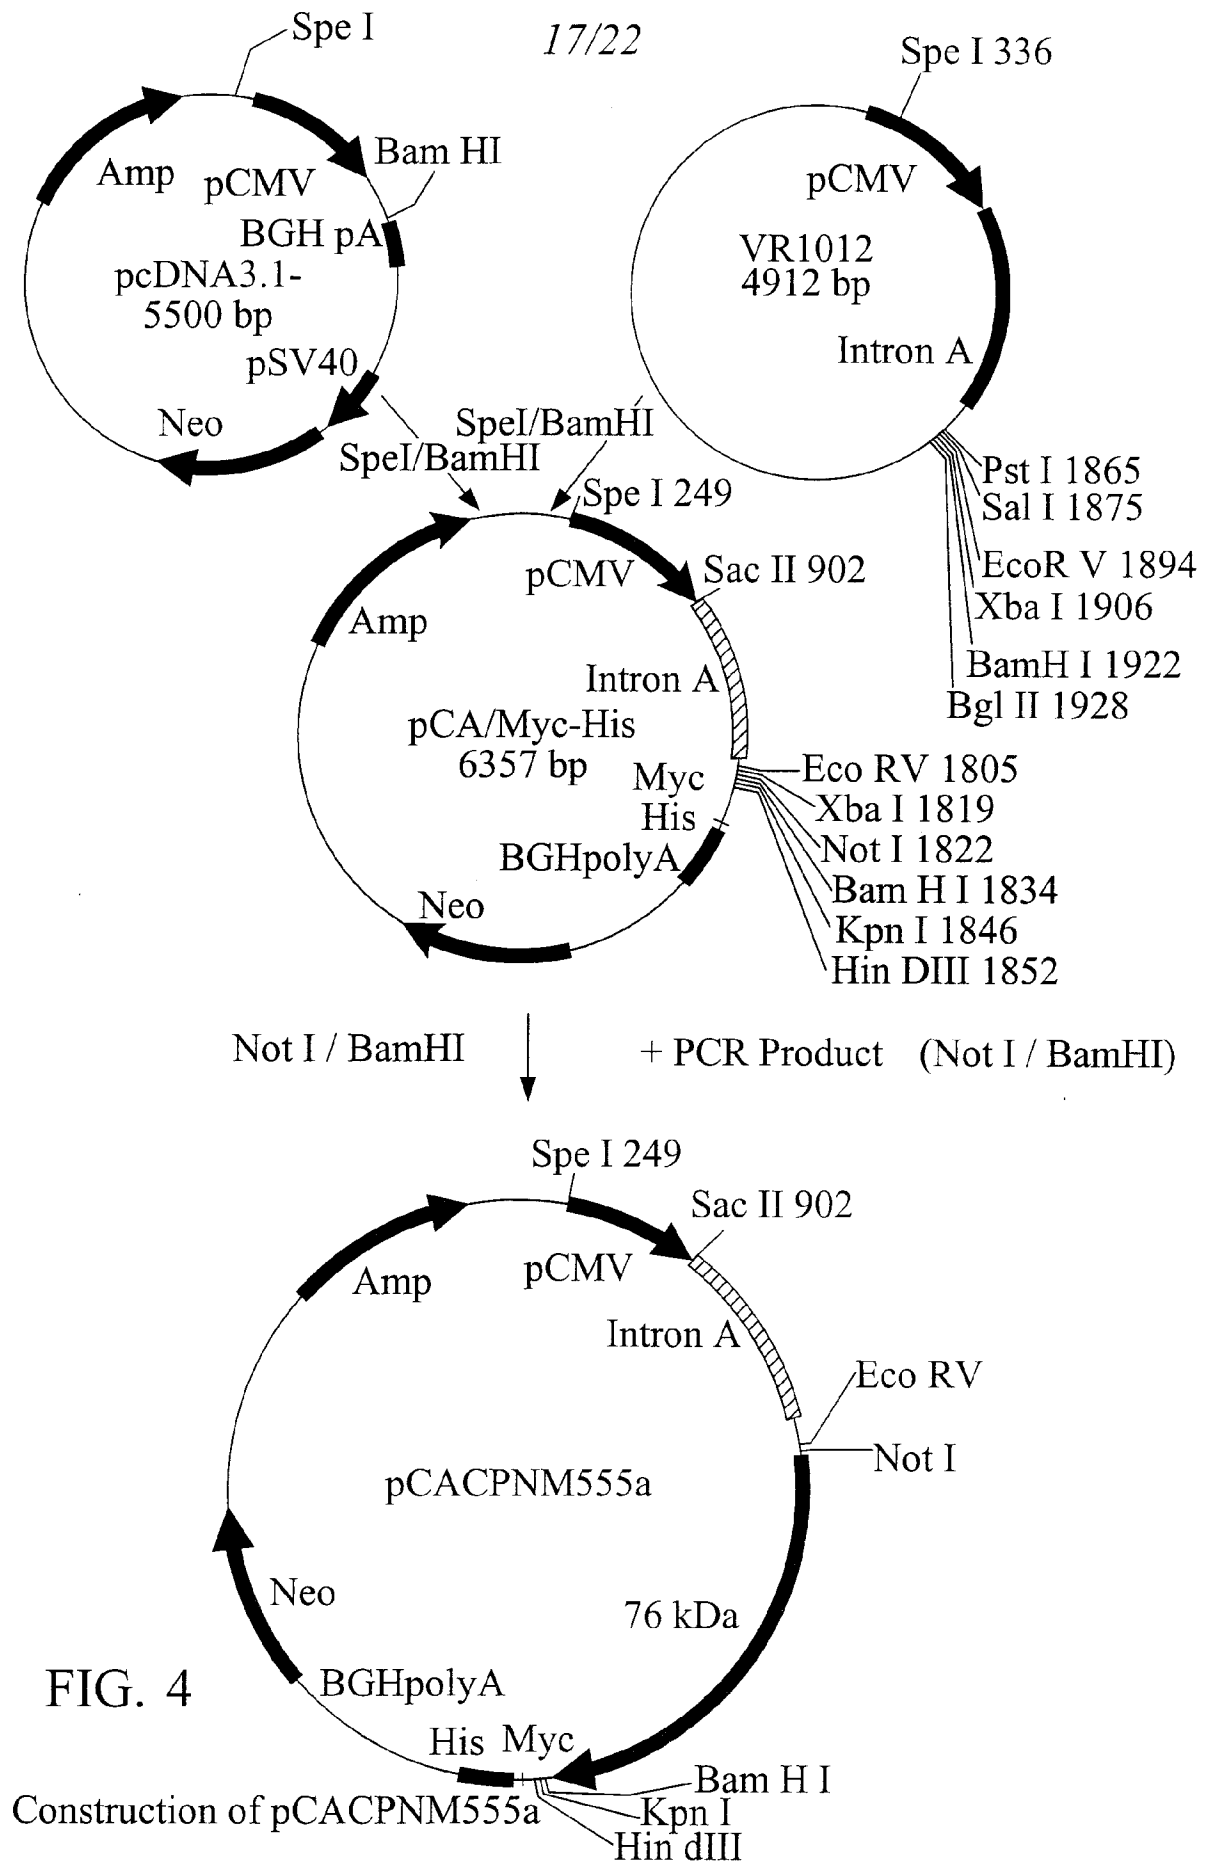 17/22
Spe I
Amp
pCMV
Bam HI
BGH pA
pcDNA3.1-
5500 bp
pSV40
Neo
SpeI/BamHI
Spe I 336
pCMV
VR1012
4912 bp
Intron A
SpeI/BamHI
Pst I 1865
Sal I 1875
EcoR V 1894
Xba I 1906
BamH I 1922
Bgl II 1928
Spe I 249
pCMV
Sac II 902
Amp
Intron A
pCA/Myc-His
6357 bp
Myc
His
BGHpolyA
Neo
Eco RV 1805
Xba I 1819
Not I 1822
Bam H I 1834
Kpn I 1846
Hin DIII 1852
Not I / BamHI
+ PCR Product (Not I / BamHI)
Spe I 249
Sac II 902
Amp
pCMV
Intron A
Eco RV
Not I
pCACPNM555a
Neo
76 kDa
BGHpolyA
His Myc
Bam H I
Kpn I
Hin dIII
FIG. 4
Construction of pCACPNM555a